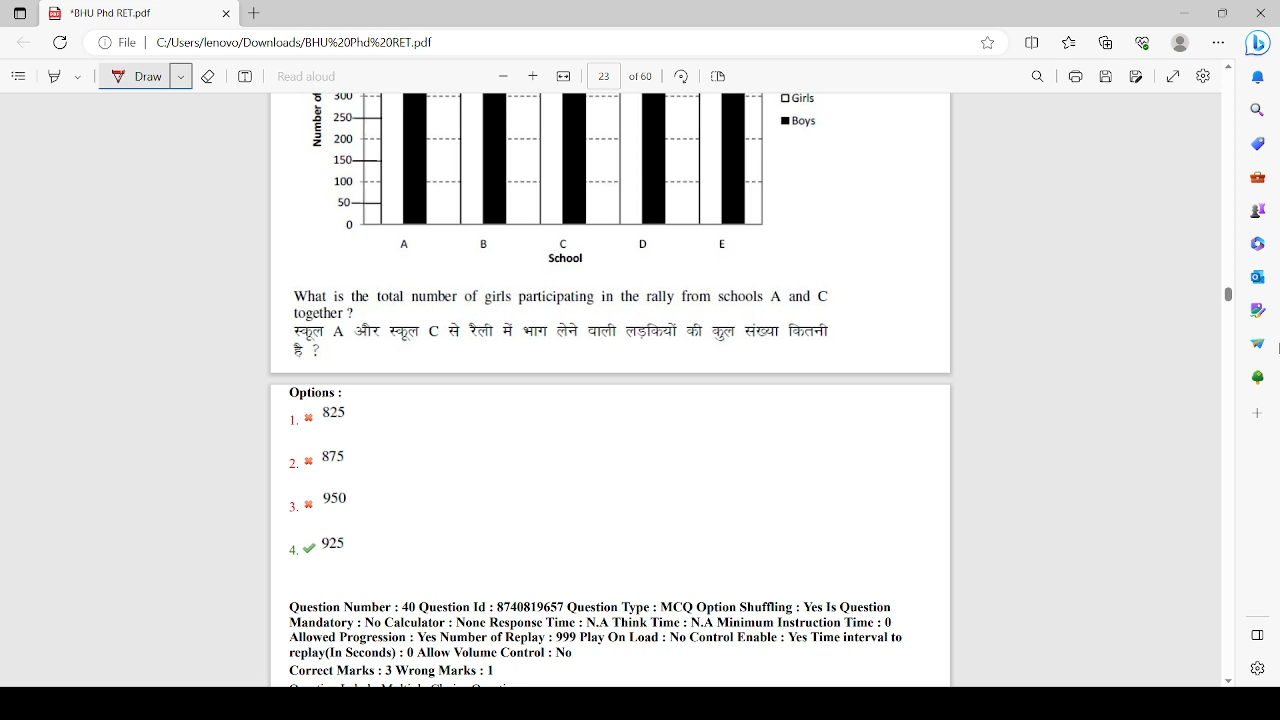 *BHU Phd RET.pdf
File C:/Users/lenovo/Downloads/BHU%20Phd%20RET.pdf
Draw Read aloud 23 of 60
Number of
300
250
200
150
100
50
0
Girls
Boys
A B C D E
School
What is the total number of girls participating in the rally from schools A and C
together ?
स्कूल A और स्कूल C से रैली में भाग लेने वाली लड़कियों की कुल संख्या कितनी
है ?
Options :
1. 825
2. 875
3. 950
4. 925
Question Number : 40 Question Id : 8740819657 Question Type : MCQ Option Shuffling : Yes Is Question
Mandatory : No Calculator : None Response Time : N.A Think Time : N.A Minimum Instruction Time : 0
Allowed Progression : Yes Number of Replay : 999 Play On Load : No Control Enable : Yes Time interval to
replay(In Seconds) : 0 Allow Volume Control : No
Correct Marks : 3 Wrong Marks : 1